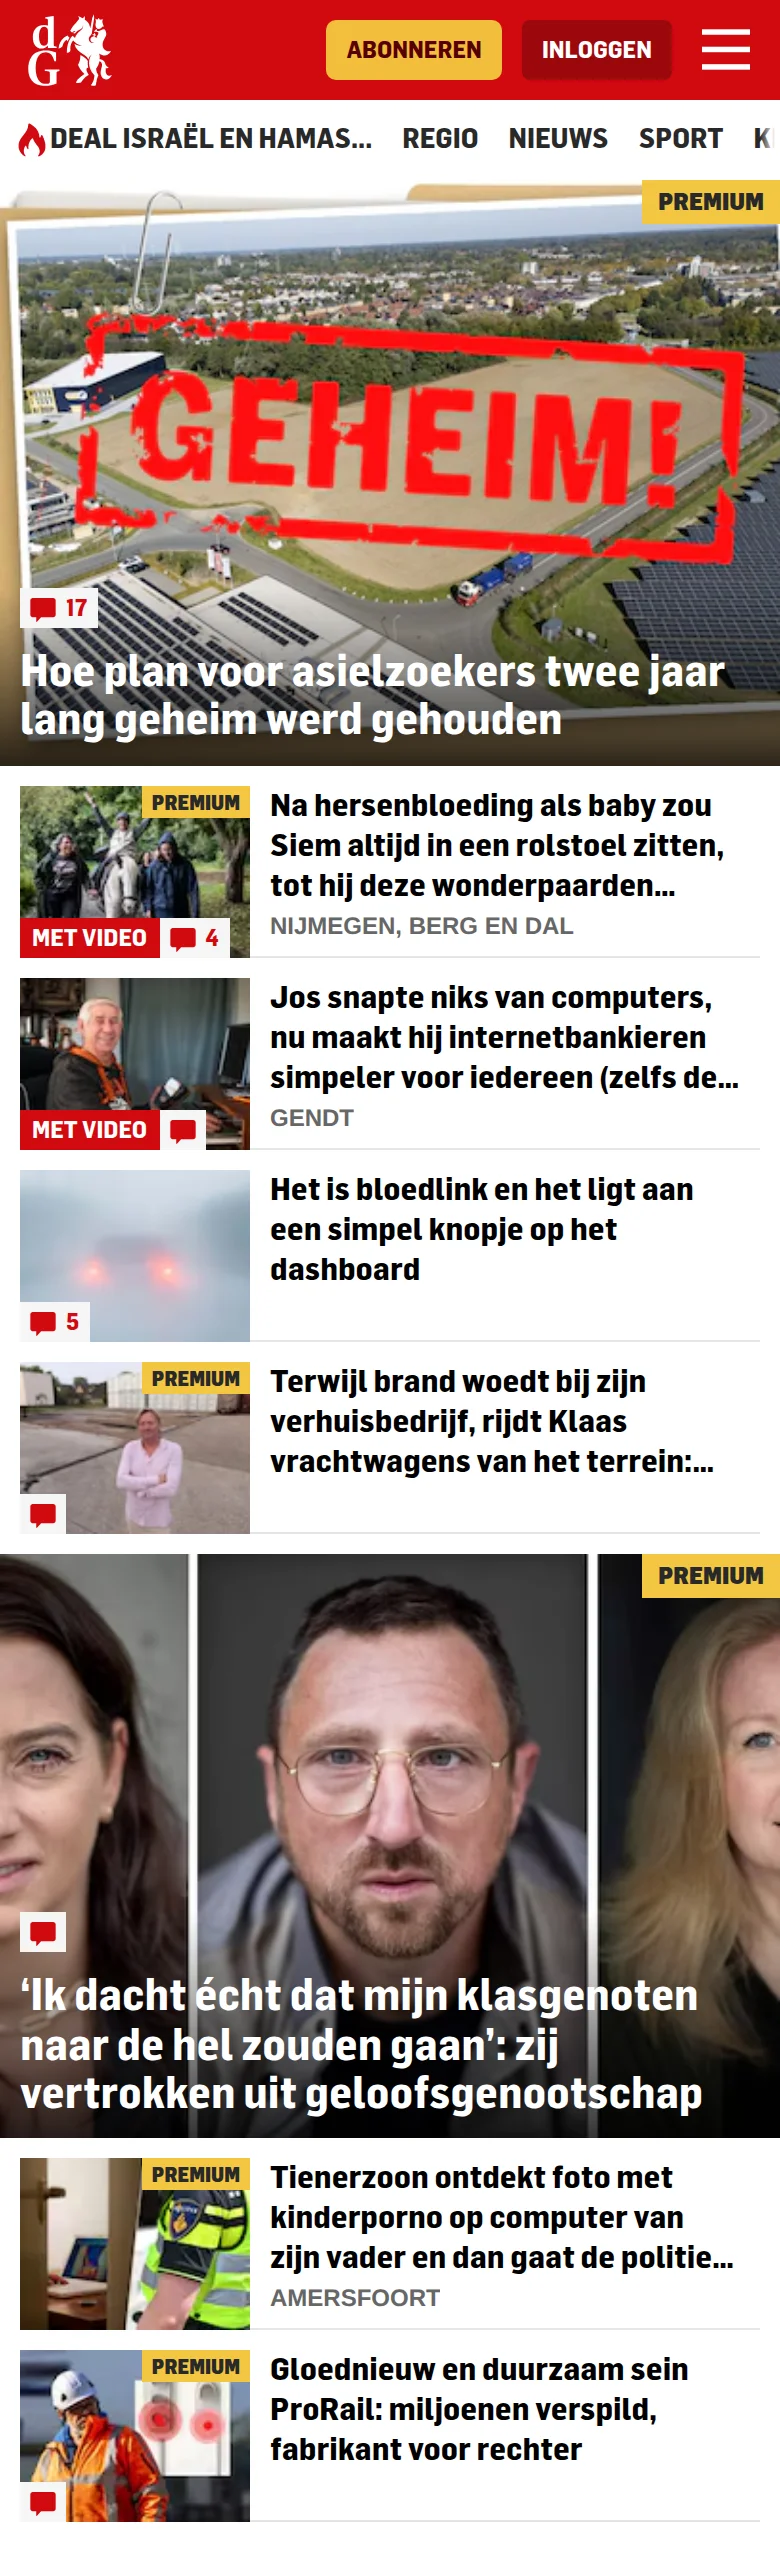 d
G
ABONNEREN
INLOGGEN
DEAL ISRAËL EN HAMAS...
REGIO
NIEUWS
SPORT
PREMIUM
GEHEIM!
17
Hoe plan voor asielzoekers twee jaar
lang geheim werd gehouden
PREMIUM
MET VIDEO
4
Na hersenbloeding als baby zou
Siem altijd in een rolstoel zitten,
tot hij deze wonderpaarden...
NIJMEGEN, BERG EN DAL
MET VIDEO
Jos snapte niks van computers,
nu maakt hij internetbankieren
simpeler voor iedereen (zelfs de...
GENDT
5
Het is bloedlink en het ligt aan
een simpel knopje op het
dashboard
PREMIUM
Terwijl brand woedt bij zijn
verhuisbedrijf, rijdt Klaas
vrachtwagens van het terrein:...
PREMIUM
‘Ik dacht écht dat mijn klasgenoten
naar de hel zouden gaan’: zij
vertrokken uit geloofsgenootschap
PREMIUM
Tienerzoon ontdekt foto met
kinderporno op computer van
zijn vader en dan gaat de politie...
AMERSFOORT
PREMIUM
Gloednieuw en duurzaam sein
ProRail: miljoenen verspild,
fabrikant voor rechter